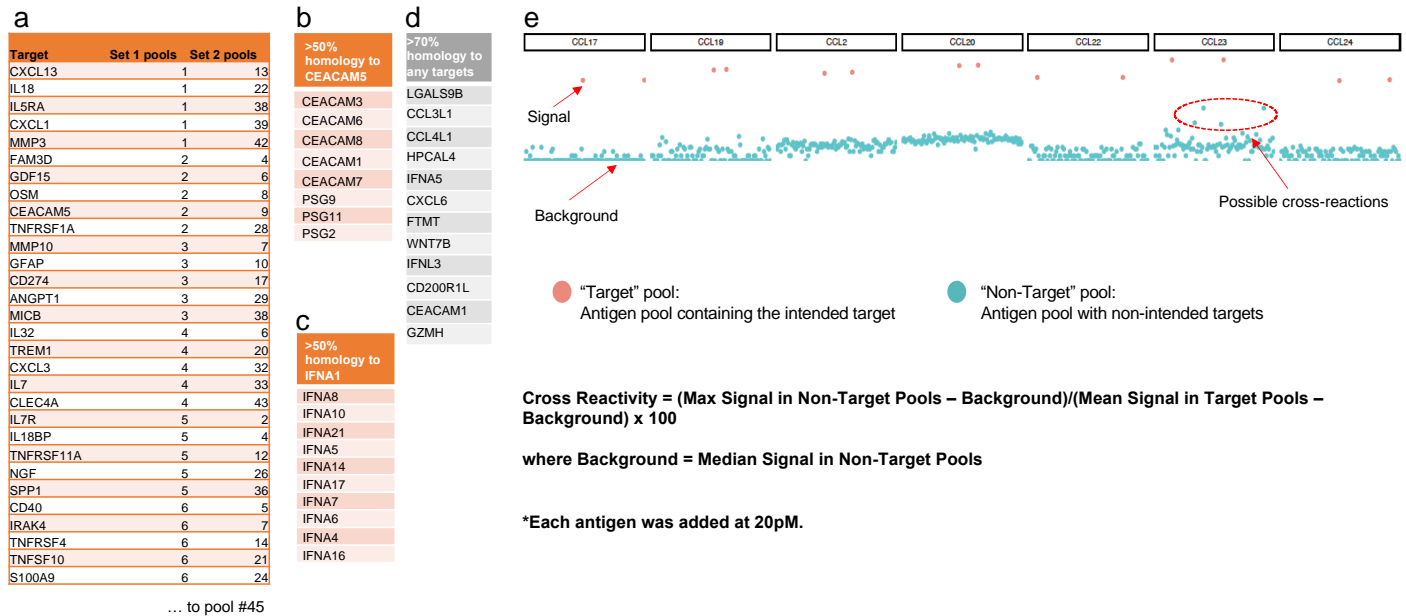 a
Target Set 1 pools Set 2 pools
CXCL13 1 13
IL18 1 22
IL5RA 1 38
CXCL1 1 39
MMP3 1 42
FAM3D 2 4
GDF15 2 6
OSM 2 8
CEACAM5 2 9
TNFRSF1A 2 28
MMP10 3 7
GFAP 3 10
CD274 3 17
ANGPT1 3 29
MICB 3 38
IL32 4 6
TREM1 4 20
CXCL3 4 32
IL7 4 33
CLEC4A 4 43
IL7R 5 2
IL18BP 5 4
TNFRSF11A 5 12
NGF 5 26
SPP1 5 36
CD40 6 5
IRAK4 6 7
TNFRSF4 6 14
TNFSF10 6 21
S100A9 6 24
... to pool #45
b
>50%
homology to
CEACAM5
CEACAM3
CEACAM6
CEACAM8
CEACAM1
CEACAM7
PSG9
PSG11
PSG2
c
>50%
homology to
IFNA1
IFNA8
IFNA10
IFNA21
IFNA5
IFNA14
IFNA17
IFNA7
IFNA6
IFNA4
IFNA16
d
>70%
homology to
any targets
LGALS9B
CCL3L1
CCL4L1
HPCAL4
IFNA5
CXCL6
FTMT
WNT7B
IFNL3
CD200R1L
CEACAM1
GZMH
e
CCL17 CCL19 CCL2 CCL20 CCL22 CCL23 CCL24
Signal
Background
Possible cross-reactions
"Target" pool:
Antigen pool containing the intended target
"Non-Target" pool:
Antigen pool with non-intended targets
Cross Reactivity = (Max Signal in Non-Target Pools – Background)/(Mean Signal in Target Pools –
Background) x 100
where Background = Median Signal in Non-Target Pools
*Each antigen was added at 20pM.